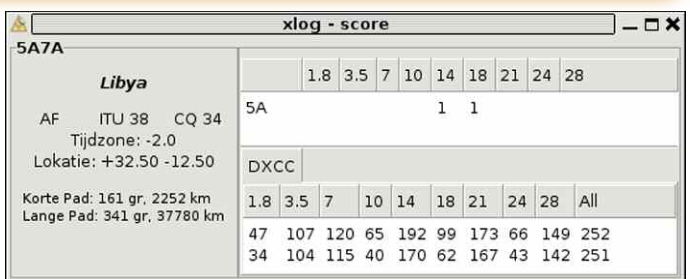 xlog - score
5A7A
Libya
AF ITU 38 CQ 34
Tijdzone: -2.0
Lokatie: +32.50 -12.50
Korte Pad: 161 gr, 2252 km
Lange Pad: 341 gr, 37780 km
1.8 3.5 7 10 14 18 21 24 28
5A 1 1
DXCC
1.8 3.5 7 10 14 18 21 24 28 All
47 107 120 65 192 99 173 66 149 252
34 104 115 40 170 62 167 43 142 251